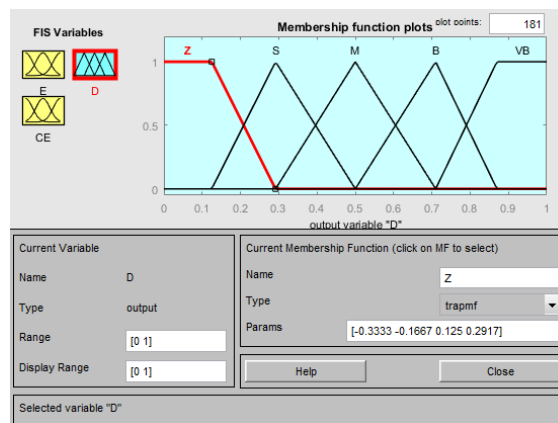 FIS Variables
E
D
CE
Membership function plots
plot points:
181
Z
S
M
B
VB
1
0.5
0
0
0.1
0.2
0.3
0.4
0.5
0.6
0.7
0.8
0.9
1
output variable "D"
Current Variable
Name
D
Type
output
Range
[0 1]
Display Range
[0 1]
Current Membership Function (click on MF to select)
Name
Z
Type
trapmf
Params
[-0.3333 -0.1667 0.125 0.2917]
Help
Close
Selected variable "D"